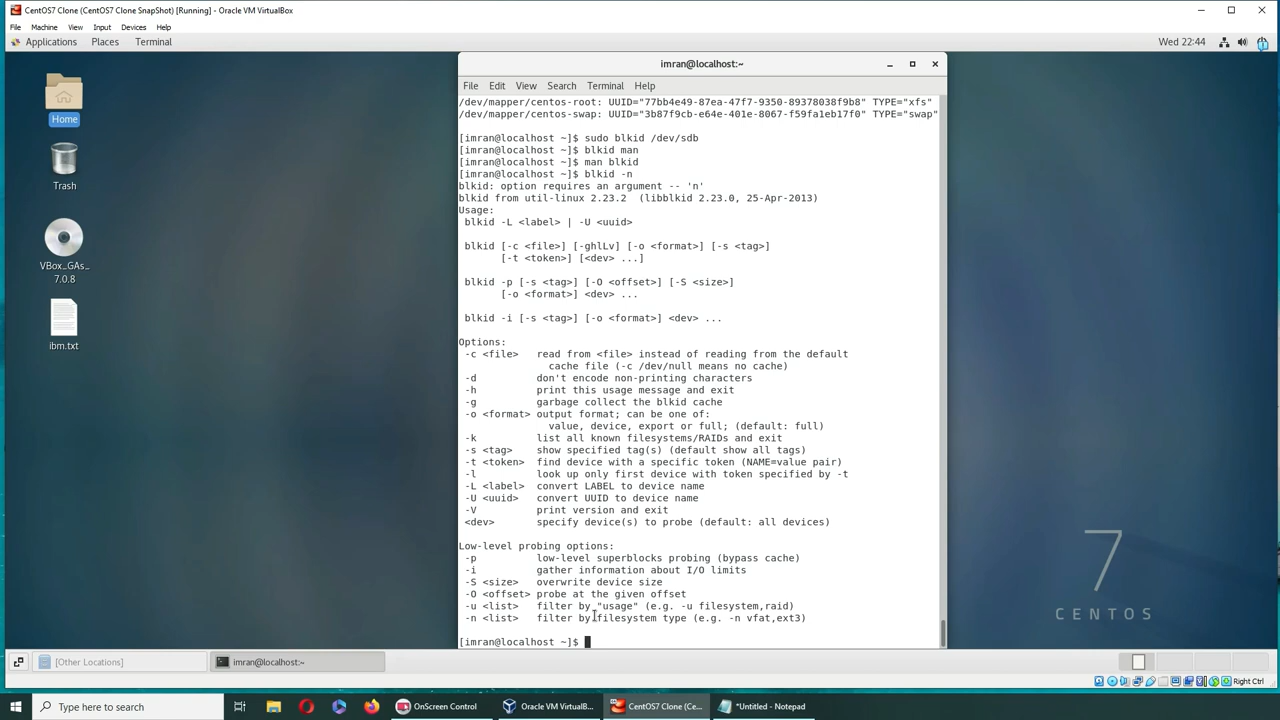 CentOS7 Clone (Clone SnapShot) [Running] - Oracle VM VirtualBox
File Machine View Input Devices Help
Applications Places Terminal Wed 22:44
imran@localhost:~
File Edit View Search Terminal Help
/dev/mapper/centos-root: UUID="77bb4e49-87ea-47f7-9350-89378038f9b8" TYPE="xfs"
/dev/mapper/centos-swap: UUID="3b87f9cb-e64e-401e-8067-f59fa1eb17f0" TYPE="swap"
[imran@localhost ~]$ sudo blkid /dev/sdb
[imran@localhost ~]$ blkid man
[imran@localhost ~]$ man blkid
[imran@localhost ~]$ blkid -n
blkid: option requires an argument -- 'n'
blkid from util-linux 2.23.2 (libblkid 2.23.0, 25-Apr-2013)
Usage:
blkid -L <label> | -U <uuid>
blkid [-c <file>] [-ghlLv] [-o <format>] [-s <tag>]
[-t <token>] [<dev> ...]
blkid -p [-s <tag>] [-O <offset>] [-S <size>]
[-o <format>] <dev> ...
blkid -i [-s <tag>] [-o <format>] <dev> ...
Options:
-c <file> read from <file> instead of reading from the default
cache file (-c /dev/null means no cache)
-d don't encode non-printing characters
-h print this usage message and exit
-g garbage collect the blkid cache
-o <format> output format; can be one of:
value, device, export or full; (default: full)
-k list all known filesystems/RAIDs and exit
-s <tag> show specified tag(s) (default show all tags)
-t <token> find device with a specific token (NAME=value pair)
-l look up only first device with token specified by -t
-L <label> convert LABEL to device name
-U <uuid> convert UUID to device name
-V print version and exit
<dev> specify device(s) to probe (default: all devices)
Low-level probing options:
-p low-level superblocks probing (bypass cache)
-i gather information about I/O limits
-S <size> overwrite device size
-O <offset> probe at the given offset
-u <list> filter by "usage" (e.g. -u filesystem,raid)
-n <list> filter by filesystem type (e.g. -n vfat,ext3)
[imran@localhost ~]$
Home
Trash
VBox_GAs_
7.0.8
ibm.txt
7
CENTOS
[Other Locations]
imran@localhost:~
Right Ctrl
Type here to search
OnScreen Control
Oracle VM VirtualB...
CentOS7 Clone (Ce...
*Untitled - Notepad